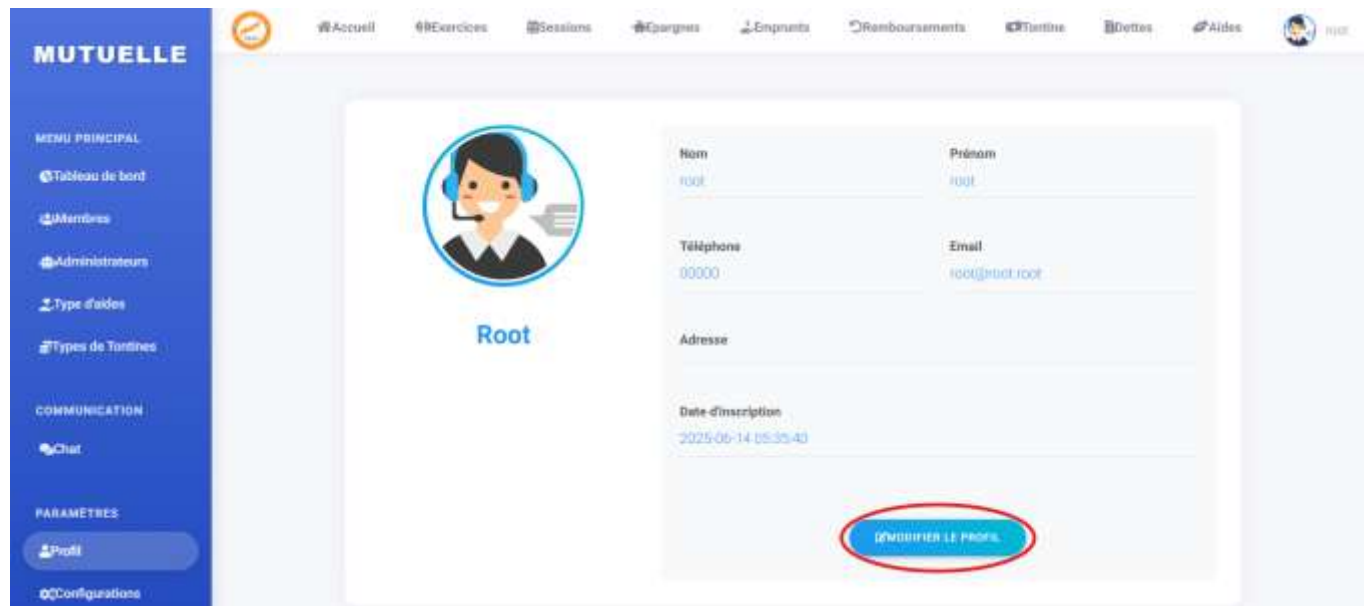 MUTUELLE
Accueil Exercices Sessions Epargnes Emprunts Remboursements Tontine Dettes Aides root
MENU PRINCIPAL
Tableau de bord
Membres
Administrateurs
Type d'aides
Types de Tontines
COMMUNICATION
Chat
PARAMÈTRES
Profil
Configurations
Root
Nom Prénom
root root
Téléphone Email
00000 root@root.root
Adresse
Date d'inscription
2025-06-14 05:35:40
MODIFIER LE PROFIL